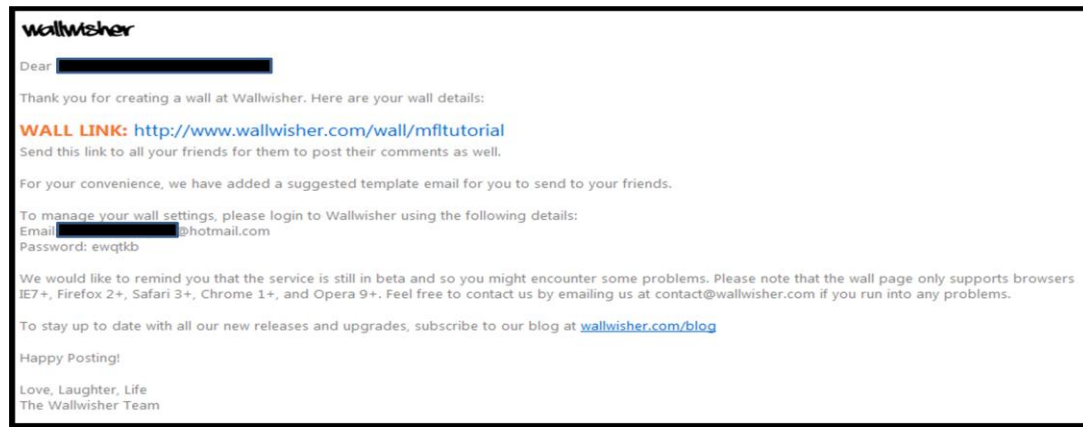 wallwisher
Dear
Thank you for creating a wall at Wallwisher. Here are your wall details:
WALL LINK: http://www.wallwisher.com/wall/mfltutorial
Send this link to all your friends for them to post their comments as well.
For your convenience, we have added a suggested template email for you to send to your friends.
To manage your wall settings, please login to Wallwisher using the following details:
Email @hotmail.com
Password: ewqtkb
We would like to remind you that the service is still in beta and so you might encounter some problems. Please note that the wall page only supports browsers
IE7+, Firefox 2+, Safari 3+, Chrome 1+, and Opera 9+. Feel free to contact us by emailing us at contact@wallwisher.com if you run into any problems.
To stay up to date with all our new releases and upgrades, subscribe to our blog at wallwisher.com/blog
Happy Posting!
Love, Laughter, Life
The Wallwisher Team